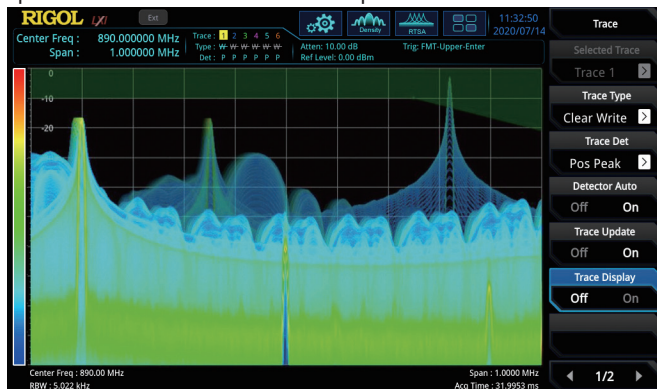 RIGOL LXI Ext 11:32:50
2020/07/14
Center Freq : 890.000000 MHz
Span : 1.000000 MHz
Trace : 1 2 3 4 5 6
Type : W W W W W W
Det : P P P P P P
Atten: 10.00 dB
Ref Level: 0.00 dBm
Trig: FMT-Upper-Enter
Density
RTSA
0
-10
-20
Trace
Selected Trace
Trace 1
Trace Type
Clear Write
Trace Det
Pos Peak
Detector Auto
Off On
Trace Update
Off On
Trace Display
Off On
1/2
Center Freq : 890.00 MHz
RBW : 5.022 kHz
Span : 1.0000 MHz
Acq Time : 31.9953 ms